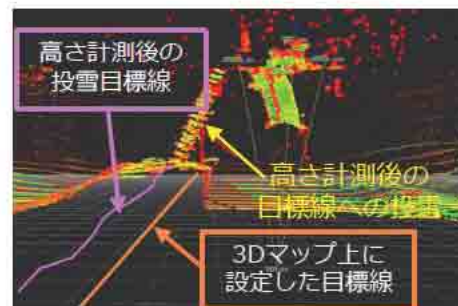 高さ計測後の
投雪目標線
高さ計測後の
目標線への投雪
3Dマップ上に
設定した目標線